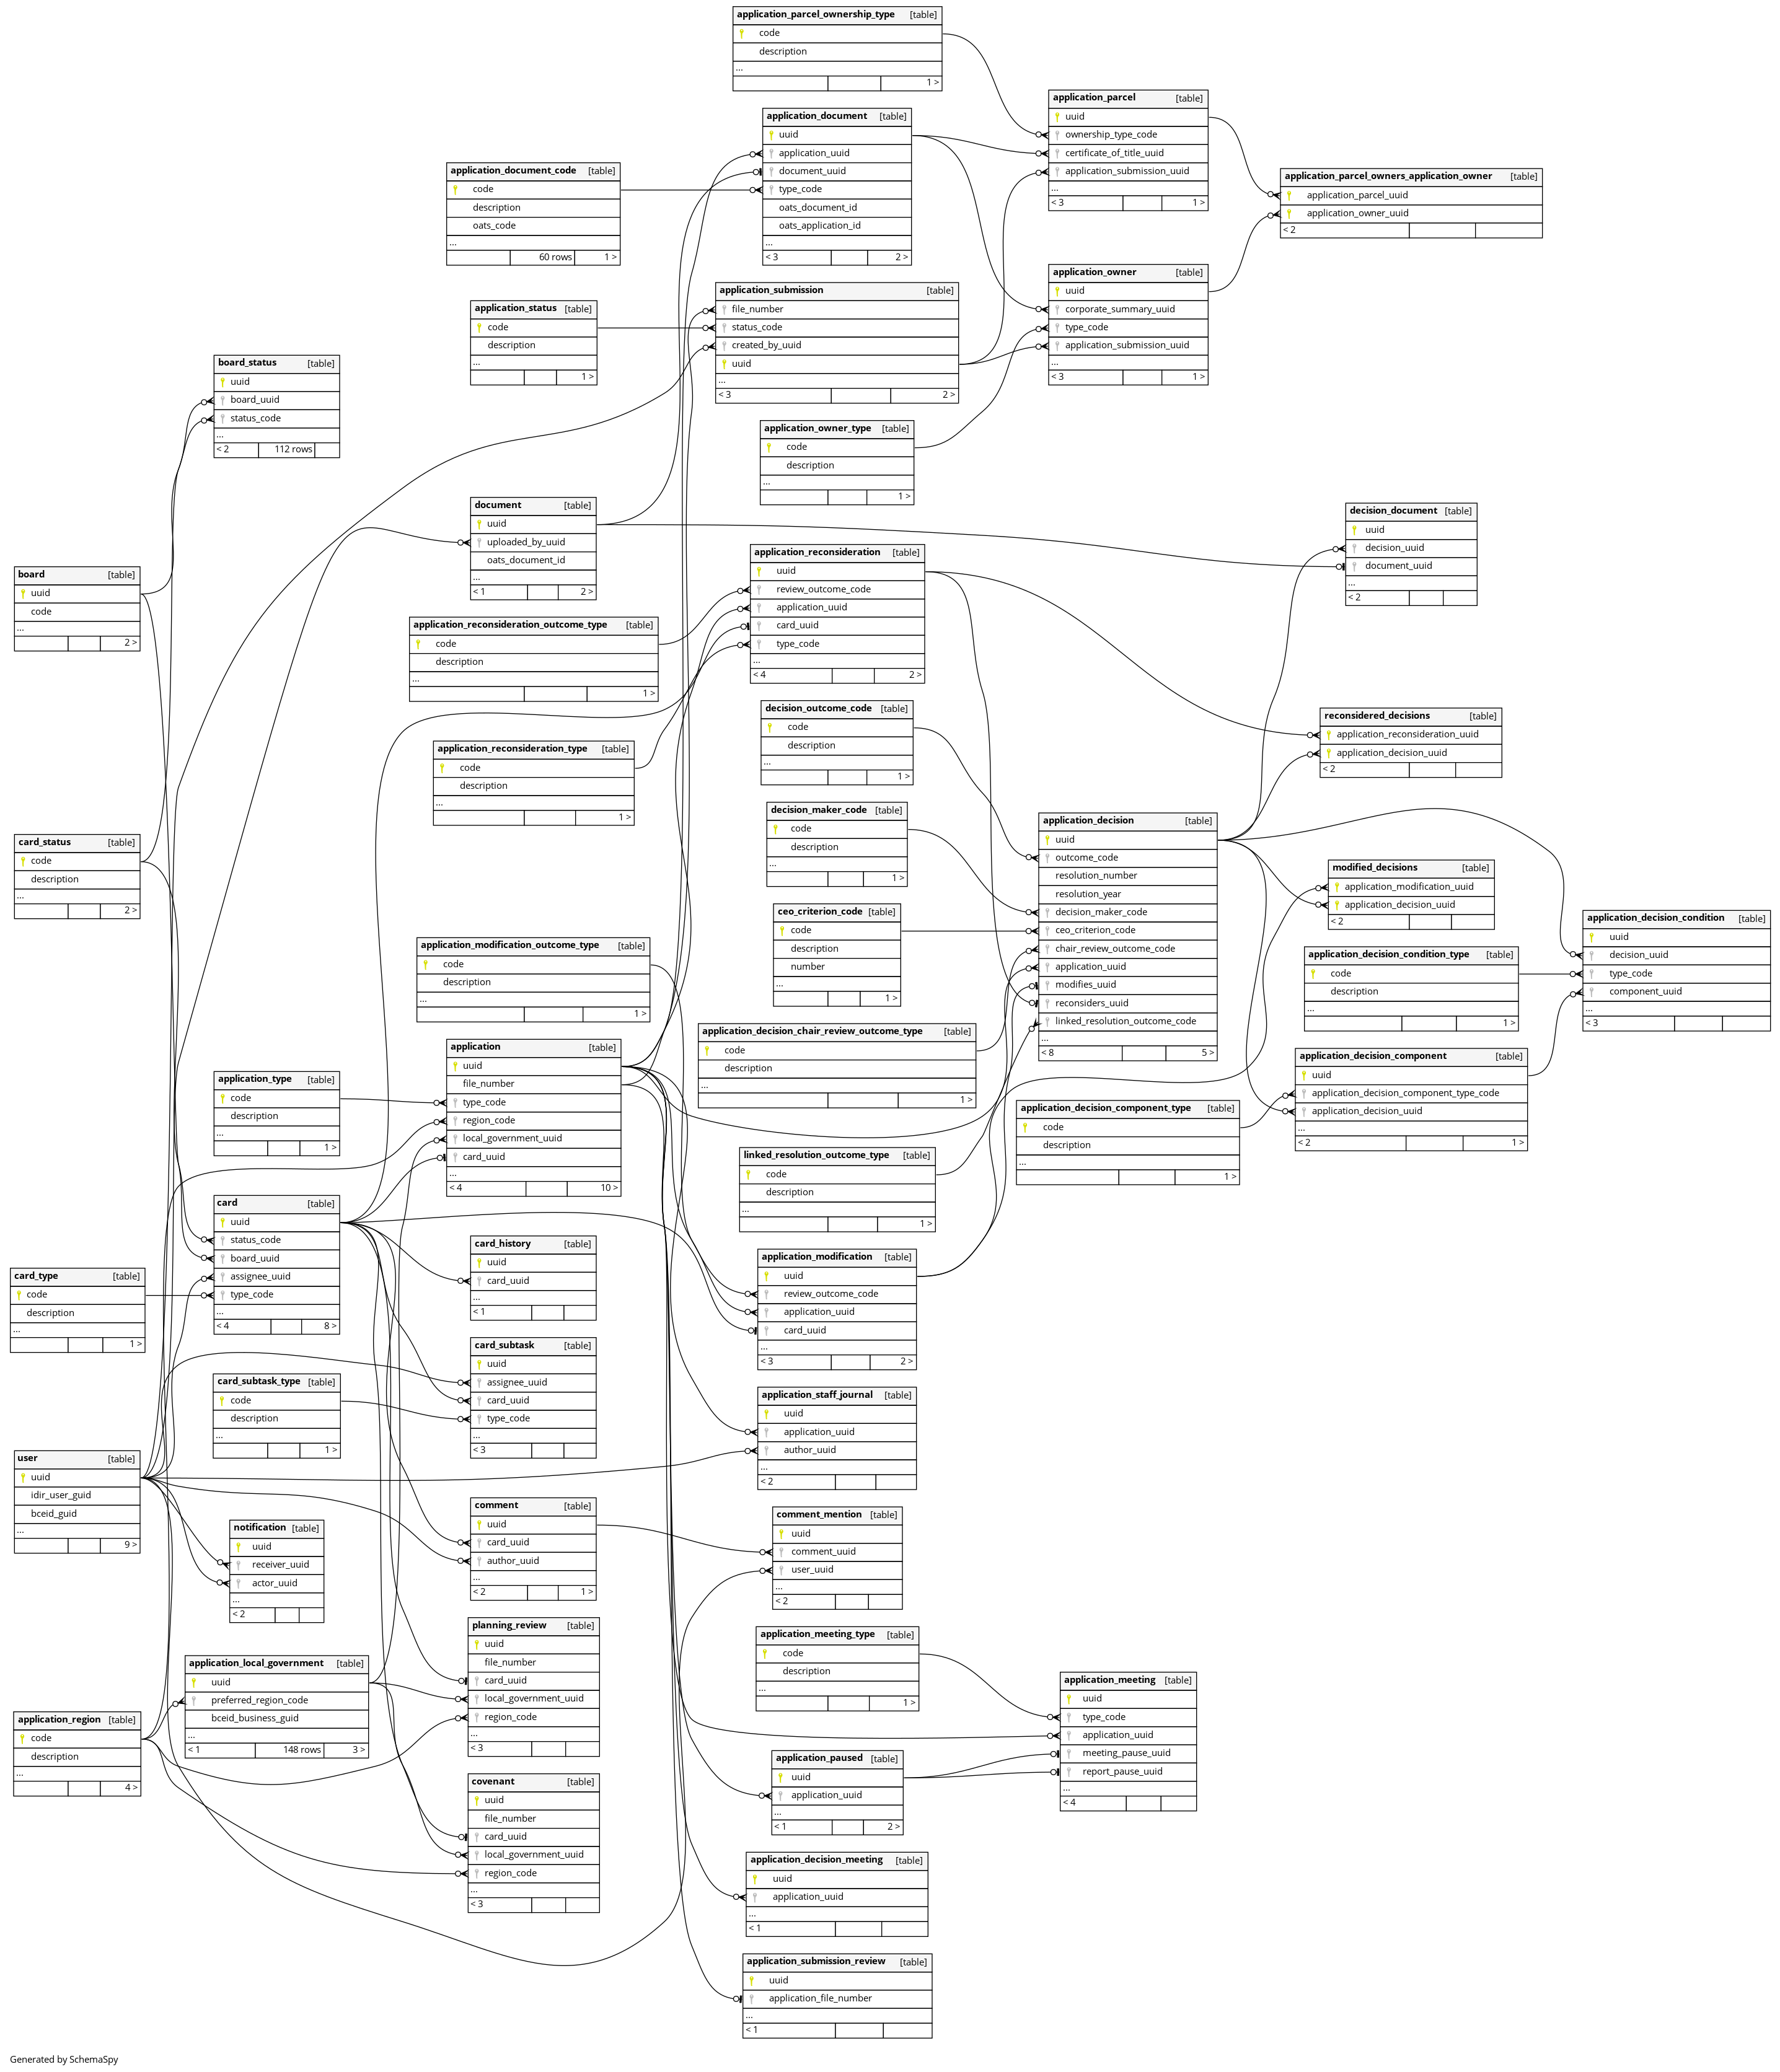 application_parcel_ownership_type [table]
code
description
...
1 >
application_parcel [table]
uuid
ownership_type_code
certificate_of_title_uuid
application_submission_uuid
...
< 3 1 >
application_document [table]
uuid
application_uuid
document_uuid
type_code
oats_document_id
oats_application_id
...
< 3 2 >
application_document_code [table]
code
description
oats_code
...
60 rows 1 >
application_parcel_owners_application_owner [table]
application_parcel_uuid
application_owner_uuid
< 2
application_owner [table]
uuid
corporate_summary_uuid
type_code
application_submission_uuid
...
< 3 1 >
application_submission [table]
file_number
status_code
created_by_uuid
uuid
...
< 3 2 >
application_status [table]
code
description
...
1 >
board_status [table]
uuid
board_uuid
status_code
...
< 2 112 rows
application_owner_type [table]
code
description
...
1 >
document [table]
uuid
uploaded_by_uuid
oats_document_id
...
< 1 2 >
decision_document [table]
uuid
decision_uuid
document_uuid
...
< 2
application_reconsideration [table]
uuid
review_outcome_code
application_uuid
card_uuid
type_code
...
< 4 2 >
board [table]
uuid
code
...
2 >
application_reconsideration_outcome_type [table]
code
description
...
1 >
decision_outcome_code [table]
code
description
...
1 >
reconsidered_decisions [table]
application_reconsideration_uuid
application_decision_uuid
< 2
application_reconsideration_type [table]
code
description
...
1 >
decision_maker_code [table]
code
description
...
1 >
application_decision [table]
uuid
outcome_code
resolution_number
resolution_year
decision_maker_code
ceo_criterion_code
chair_review_outcome_code
application_uuid
modifies_uuid
reconsiders_uuid
linked_resolution_outcome_code
...
< 8 5 >
card_status [table]
code
description
...
2 >
modified_decisions [table]
application_modification_uuid
application_decision_uuid
< 2
ceo_criterion_code [table]
code
description
number
...
1 >
application_decision_condition [table]
uuid
decision_uuid
type_code
component_uuid
...
< 3
application_modification_outcome_type [table]
code
description
...
1 >
application_decision_condition_type [table]
code
description
...
1 >
application_decision_chair_review_outcome_type [table]
code
description
...
1 >
application [table]
uuid
file_number
type_code
region_code
local_government_uuid
card_uuid
...
< 4 10 >
application_decision_component [table]
uuid
application_decision_component_type_code
application_decision_uuid
...
< 2 1 >
application_type [table]
code
description
...
1 >
application_decision_component_type [table]
code
description
...
1 >
linked_resolution_outcome_type [table]
code
description
...
1 >
card [table]
uuid
status_code
board_uuid
assignee_uuid
type_code
...
< 4 8 >
card_history [table]
uuid
card_uuid
...
< 1
application_modification [table]
uuid
review_outcome_code
application_uuid
card_uuid
...
< 3 2 >
card_type [table]
code
description
...
1 >
card_subtask [table]
uuid
assignee_uuid
card_uuid
type_code
...
< 3
card_subtask_type [table]
code
description
...
1 >
application_staff_journal [table]
uuid
application_uuid
author_uuid
...
< 2
user [table]
uuid
idir_user_guid
bceid_guid
...
9 >
comment [table]
uuid
card_uuid
author_uuid
...
< 2 1 >
comment_mention [table]
uuid
comment_uuid
user_uuid
...
< 2
notification [table]
uuid
receiver_uuid
actor_uuid
...
< 2
planning_review [table]
uuid
file_number
card_uuid
local_government_uuid
region_code
...
< 3
application_meeting_type [table]
code
description
...
1 >
application_local_government [table]
uuid
preferred_region_code
bceid_business_guid
...
< 1 148 rows 3 >
application_meeting [table]
uuid
type_code
application_uuid
meeting_pause_uuid
report_pause_uuid
...
< 4
application_region [table]
code
description
...
4 >
application_paused [table]
uuid
application_uuid
...
< 1 2 >
covenant [table]
uuid
file_number
card_uuid
local_government_uuid
region_code
...
< 3
application_decision_meeting [table]
uuid
application_uuid
...
< 1
application_submission_review [table]
uuid
application_file_number
...
< 1
Generated by SchemaSpy